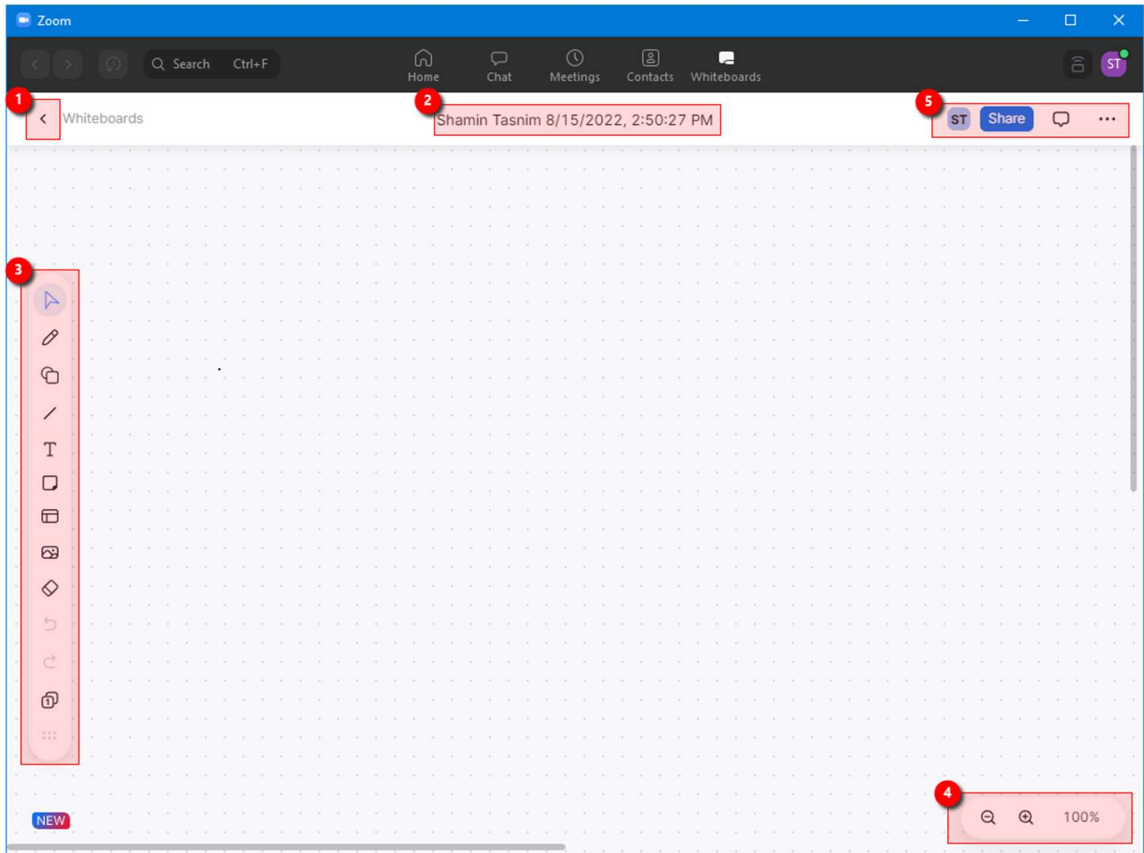 Zoom
Search Ctrl+F
Home Chat Meetings Contacts Whiteboards
ST
1
2
5
Whiteboards
Shamin Tasnim 8/15/2022, 2:50:27 PM
ST Share
3
T
1
4
NEW
100%